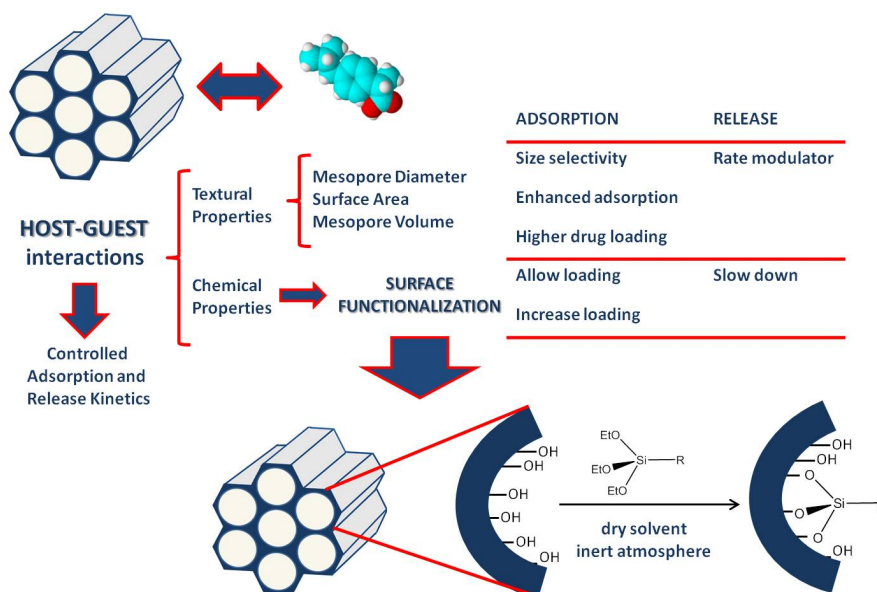 ADSORPTION RELEASE
Size selectivity Rate modulator
Enhanced adsorption
Higher drug loading
Allow loading Slow down
Increase loading
HOST-GUEST
interactions
Textural
Properties
Mesopore Diameter
Surface Area
Mesopore Volume
Chemical
Properties
SURFACE
FUNCTIONALIZATION
Controlled
Adsorption and
Release Kinetics
OH
OH
OH
OH
OH
OH
EtO
EtO
EtO
Si
R
dry solvent
inert atmosphere
OH
OH
OH
O
O
O
Si
OH